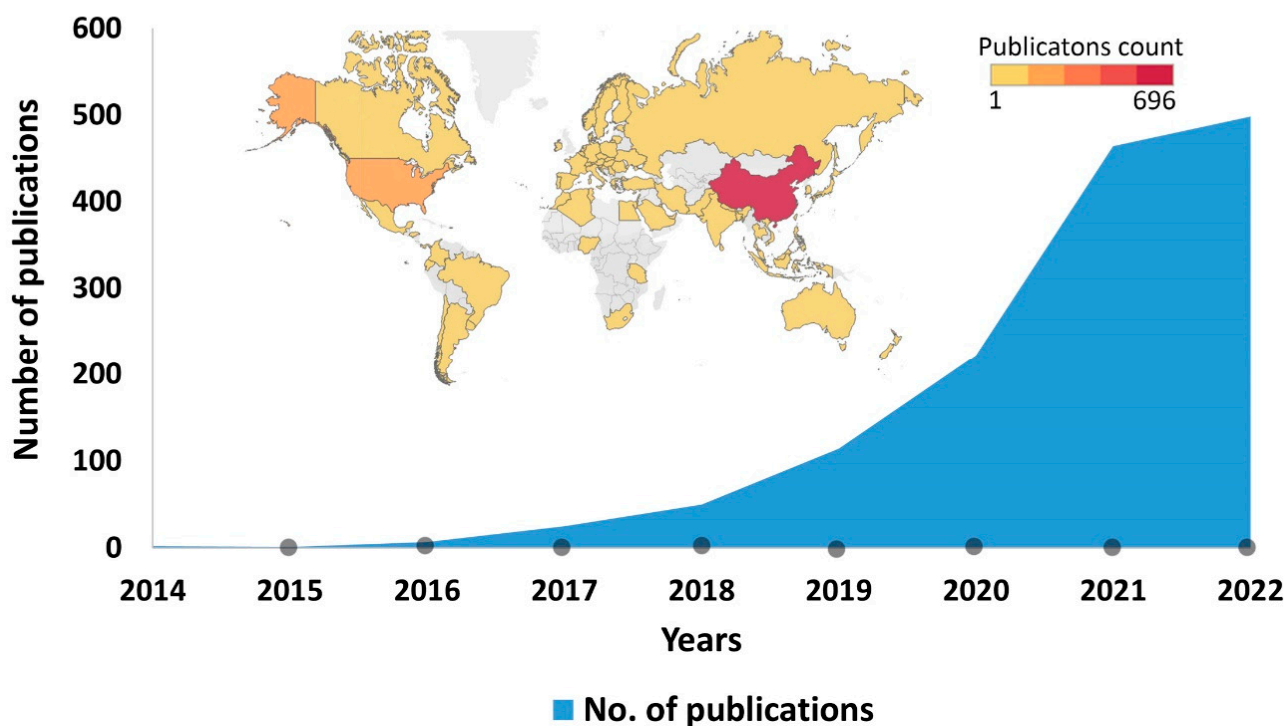 600
500
400
300
200
100
0
Number of publications
Publicatons count
1 696
2014 2015 2016 2017 2018 2019 2020 2021 2022
Years
No. of publications